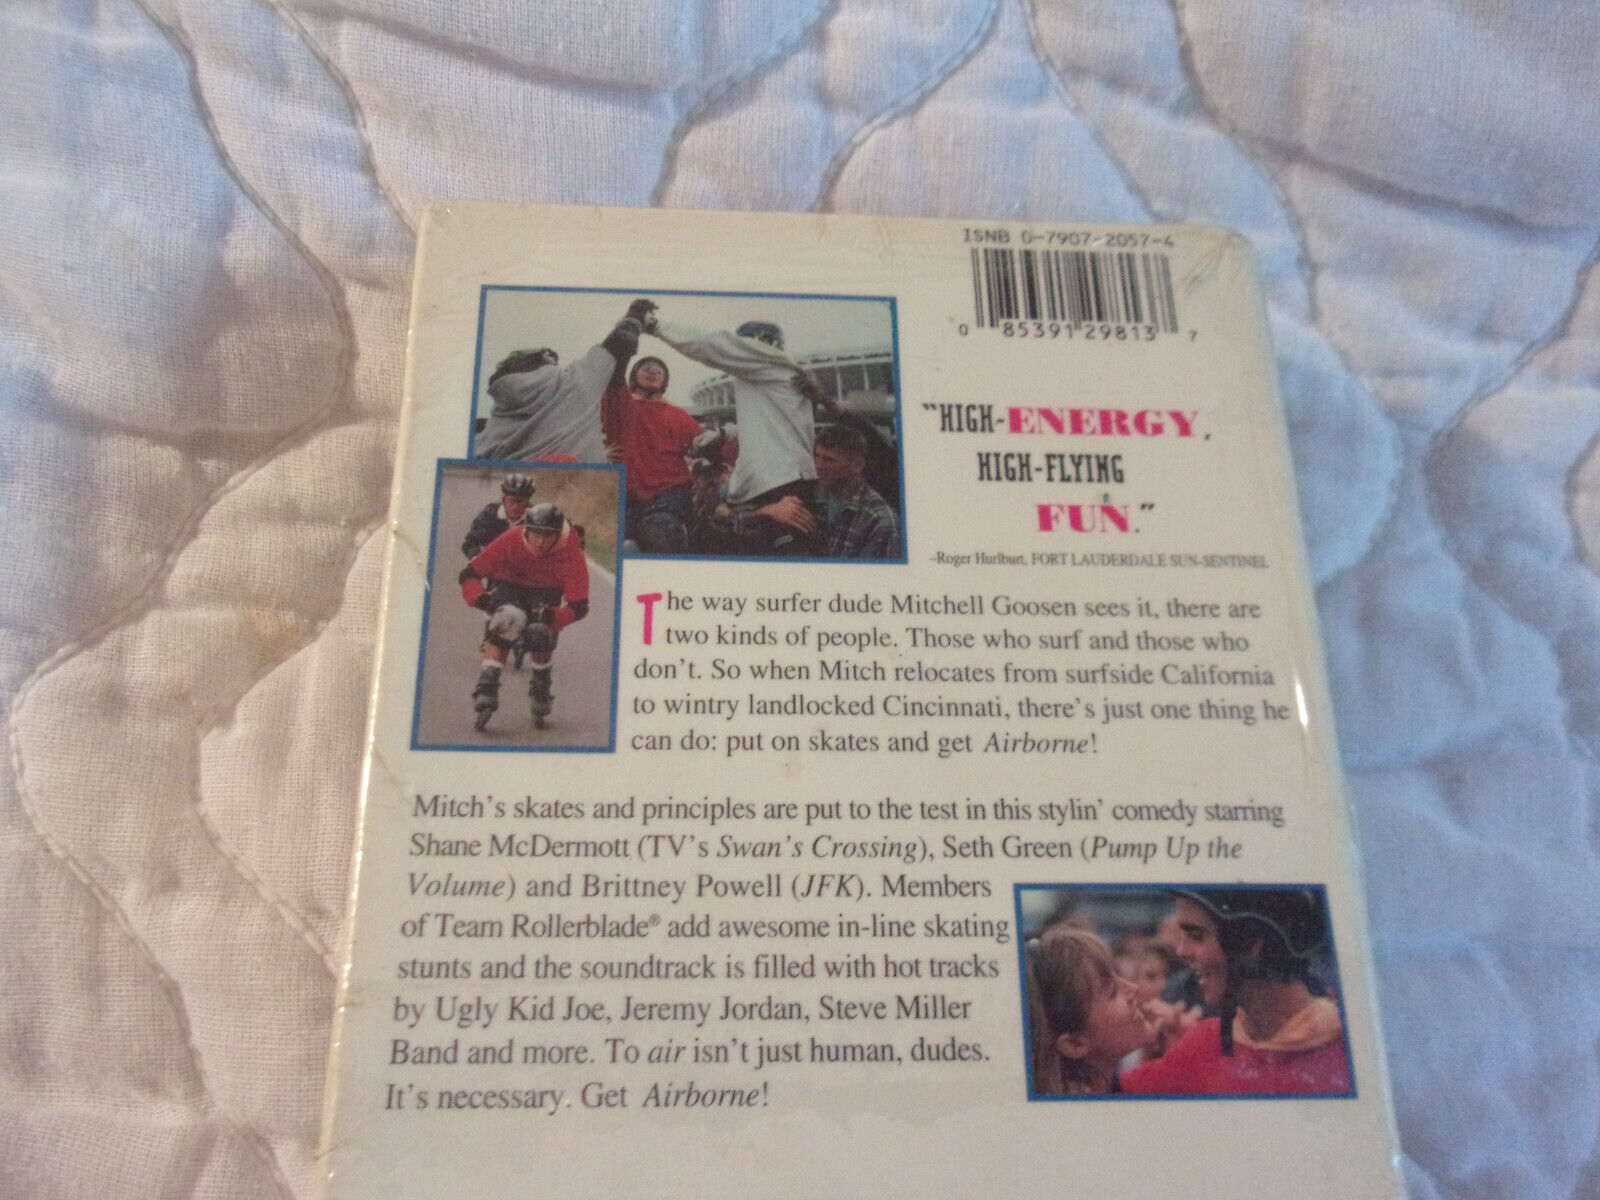 ISNB 0-7907-2057-4
0 85391 29813 7
"HIGH-ENERGY,
HIGH-FLYING
FUN."
–Roger Hurlburt, FORT LAUDERDALE SUN-SENTINEL
The way surfer dude Mitchell Goosen sees it, there are
two kinds of people. Those who surf and those who
don't. So when Mitch relocates from surfside California
to wintry landlocked Cincinnati, there's just one thing he
can do: put on skates and get Airborne!
Mitch's skates and principles are put to the test in this stylin' comedy starring
Shane McDermott (TV's Swan's Crossing), Seth Green (Pump Up the
Volume) and Brittney Powell (JFK). Members
of Team Rollerblade® add awesome in-line skating
stunts and the soundtrack is filled with hot tracks
by Ugly Kid Joe, Jeremy Jordan, Steve Miller
Band and more. To air isn't just human, dudes.
It's necessary. Get Airborne!